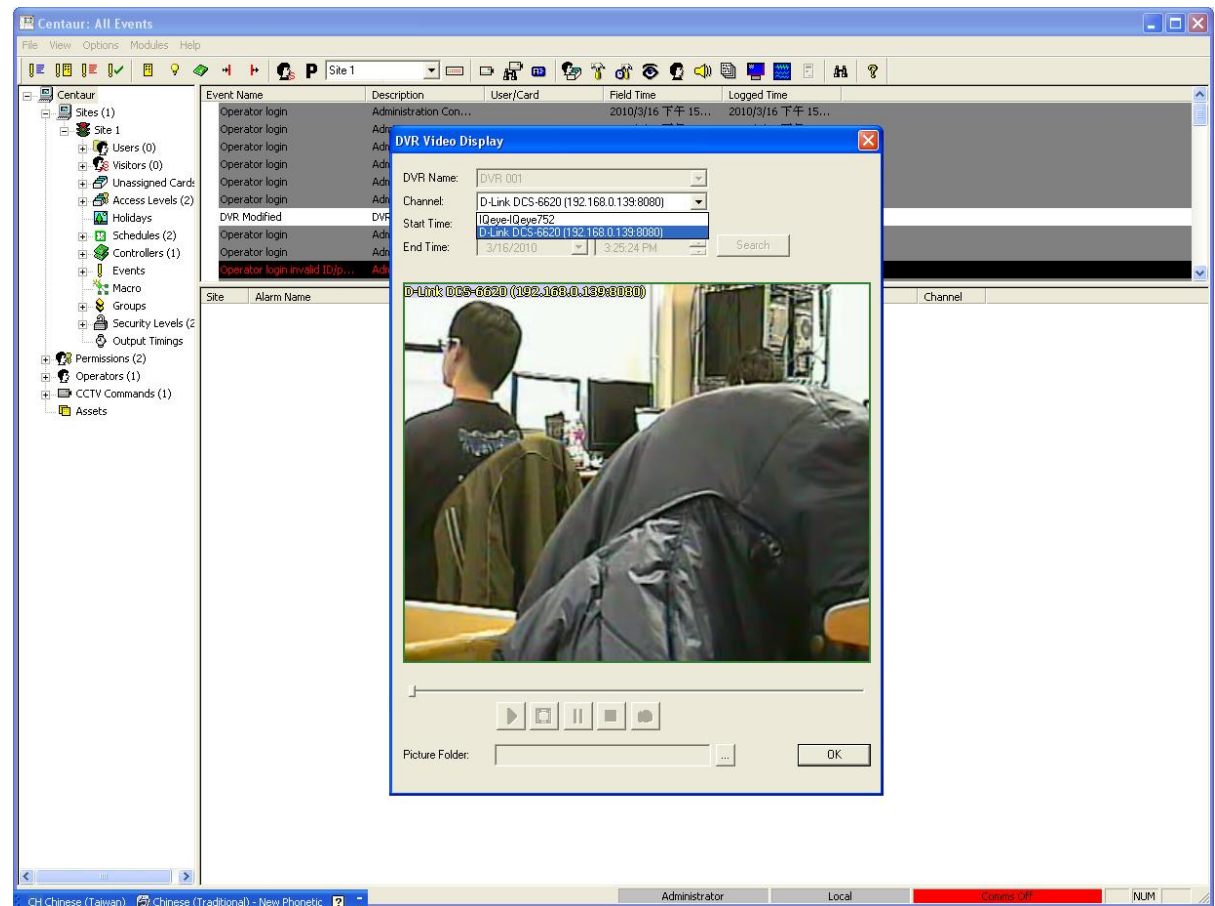 Centaur: All Events
File View Options Modules Help
P Site 1
Centaur
Sites (1)
Site 1
Users (0)
Visitors (0)
Unassigned Cards
Access Levels (2)
Holidays
Schedules (2)
Controllers (1)
Events
Macro
Groups
Security Levels (2
Output Timings
Permissions (2)
Operators (1)
CCTV Commands (1)
Assets
Event Name Description User/Card Field Time Logged Time
Operator login Administration Con... 2010/3/16 下午 15... 2010/3/16 下午 15...
Operator login
Operator login Adn
Operator login Adn
Operator login Adn
Operator login Adn
DVR Modified DVR
Operator login Adn
Operator login Adn
Operator login invalid ID/p... Adn
Site Alarm Name Channel
DVR Video Display
DVR Name: DVR 001
Channel: D-Link DCS-6620 (192.168.0.139:8080)
IQeye-IQeye752
D-Link DCS-6620 (192.168.0.139:8080)
Start Time:
End Time: 3/16/2010 3:25:24 PM Search
D-Link DCS-6620 (192.168.0.139:8080)
Picture Folder: ... OK
Administrator Local Comms Off NUM
CH Chinese (Taiwan) Chinese (Traditional) - New Phonetic